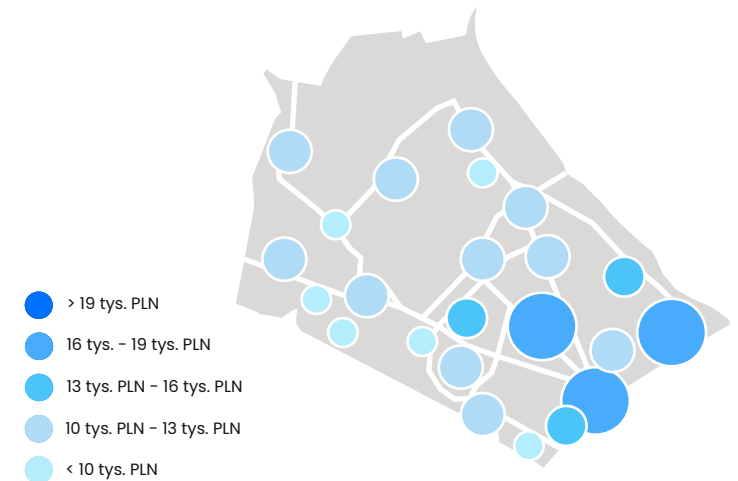 > 19 tys. PLN
16 tys. - 19 tys. PLN
13 tys. PLN - 16 tys. PLN
10 tys. PLN - 13 tys. PLN
< 10 tys. PLN